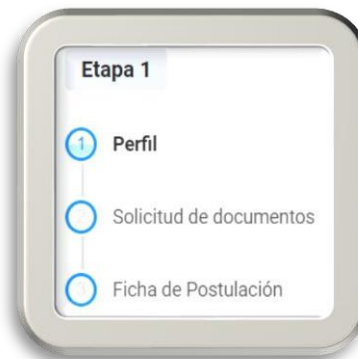 Etapa 1
1 Perfil
Solicitud de documentos
Ficha de Postulación